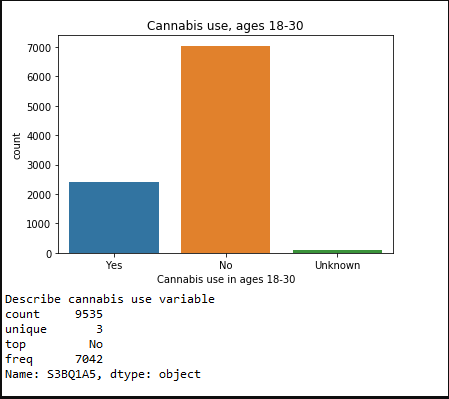 Cannabis use, ages 18-30
7000
6000
5000
4000
3000
2000
1000
0
count
Yes No Unknown
Cannabis use in ages 18-30
Describe cannabis use variable
count 9535
unique 3
top No
freq 7042
Name: S3BQ1A5, dtype: object